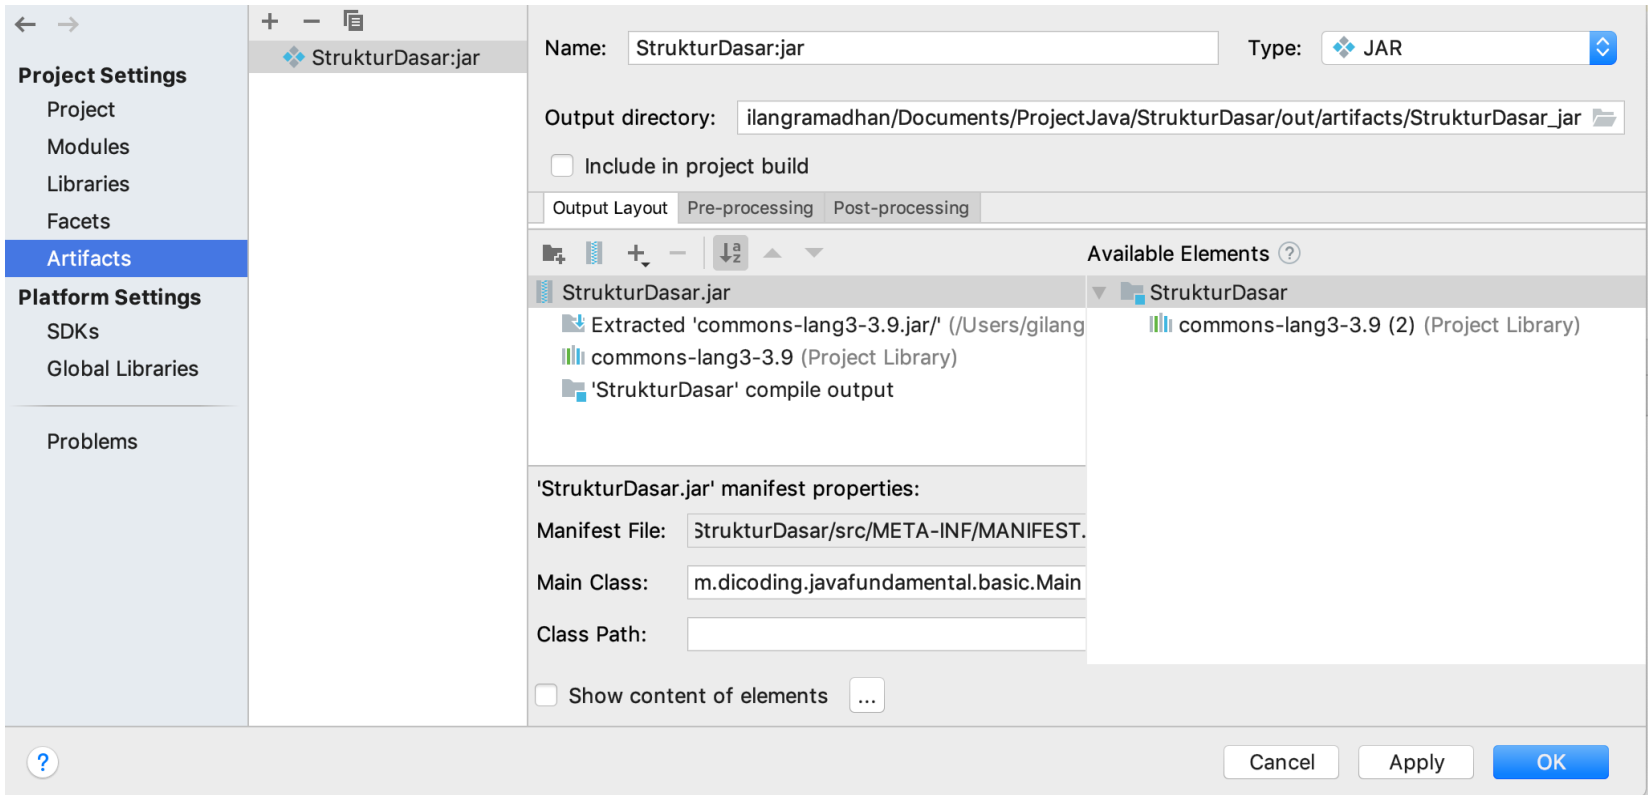 Project Settings
Project
Modules
Libraries
Facets
Artifacts
Platform Settings
SDKs
Global Libraries
Problems
StrukturDasar:jar
Name: StrukturDasar:jar Type: JAR
Output directory: ilangramadhan/Documents/ProjectJava/StrukturDasar/out/artifacts/StrukturDasar_jar
Include in project build
Output Layout Pre-processing Post-processing
Available Elements ?
StrukturDasar.jar
Extracted 'commons-lang3-3.9.jar/' (/Users/gilang
commons-lang3-3.9 (Project Library)
'StrukturDasar' compile output
StrukturDasar
commons-lang3-3.9 (2) (Project Library)
'StrukturDasar.jar' manifest properties:
Manifest File: StrukturDasar/src/META-INF/MANIFEST.
Main Class: m.dicoding.javafundamental.basic.Main
Class Path:
Show content of elements ...
? Cancel Apply OK